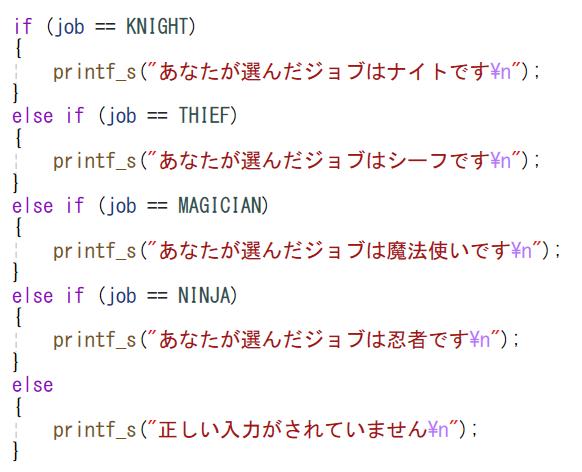 if (job == KNIGHT)
{
    printf_s("あなたが選んだジョブはナイトです¥n");
}
else if (job == THIEF)
{
    printf_s("あなたが選んだジョブはシーフです¥n");
}
else if (job == MAGICIAN)
{
    printf_s("あなたが選んだジョブは魔法使いです¥n");
}
else if (job == NINJA)
{
    printf_s("あなたが選んだジョブは忍者です¥n");
}
else
{
    printf_s("正しい入力がされていません¥n");
}